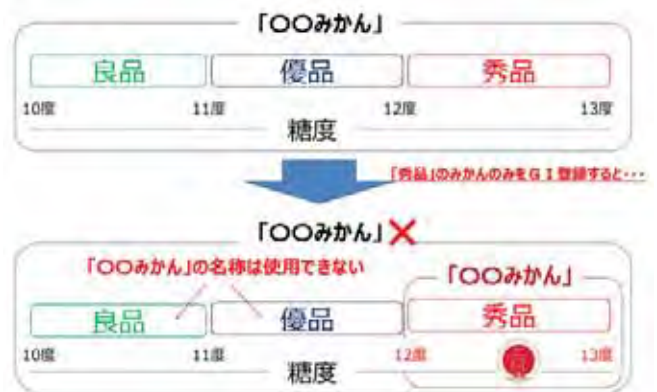 「〇〇みかん」
良品 優品 秀品
10度 11度 12度 13度
糖度
「秀品」のみかんのみをGI登録すると・・・
「〇〇みかん」
「〇〇みかん」の名称は使用できない
「〇〇みかん」
良品 優品 秀品
10度 11度 12度 13度
糖度